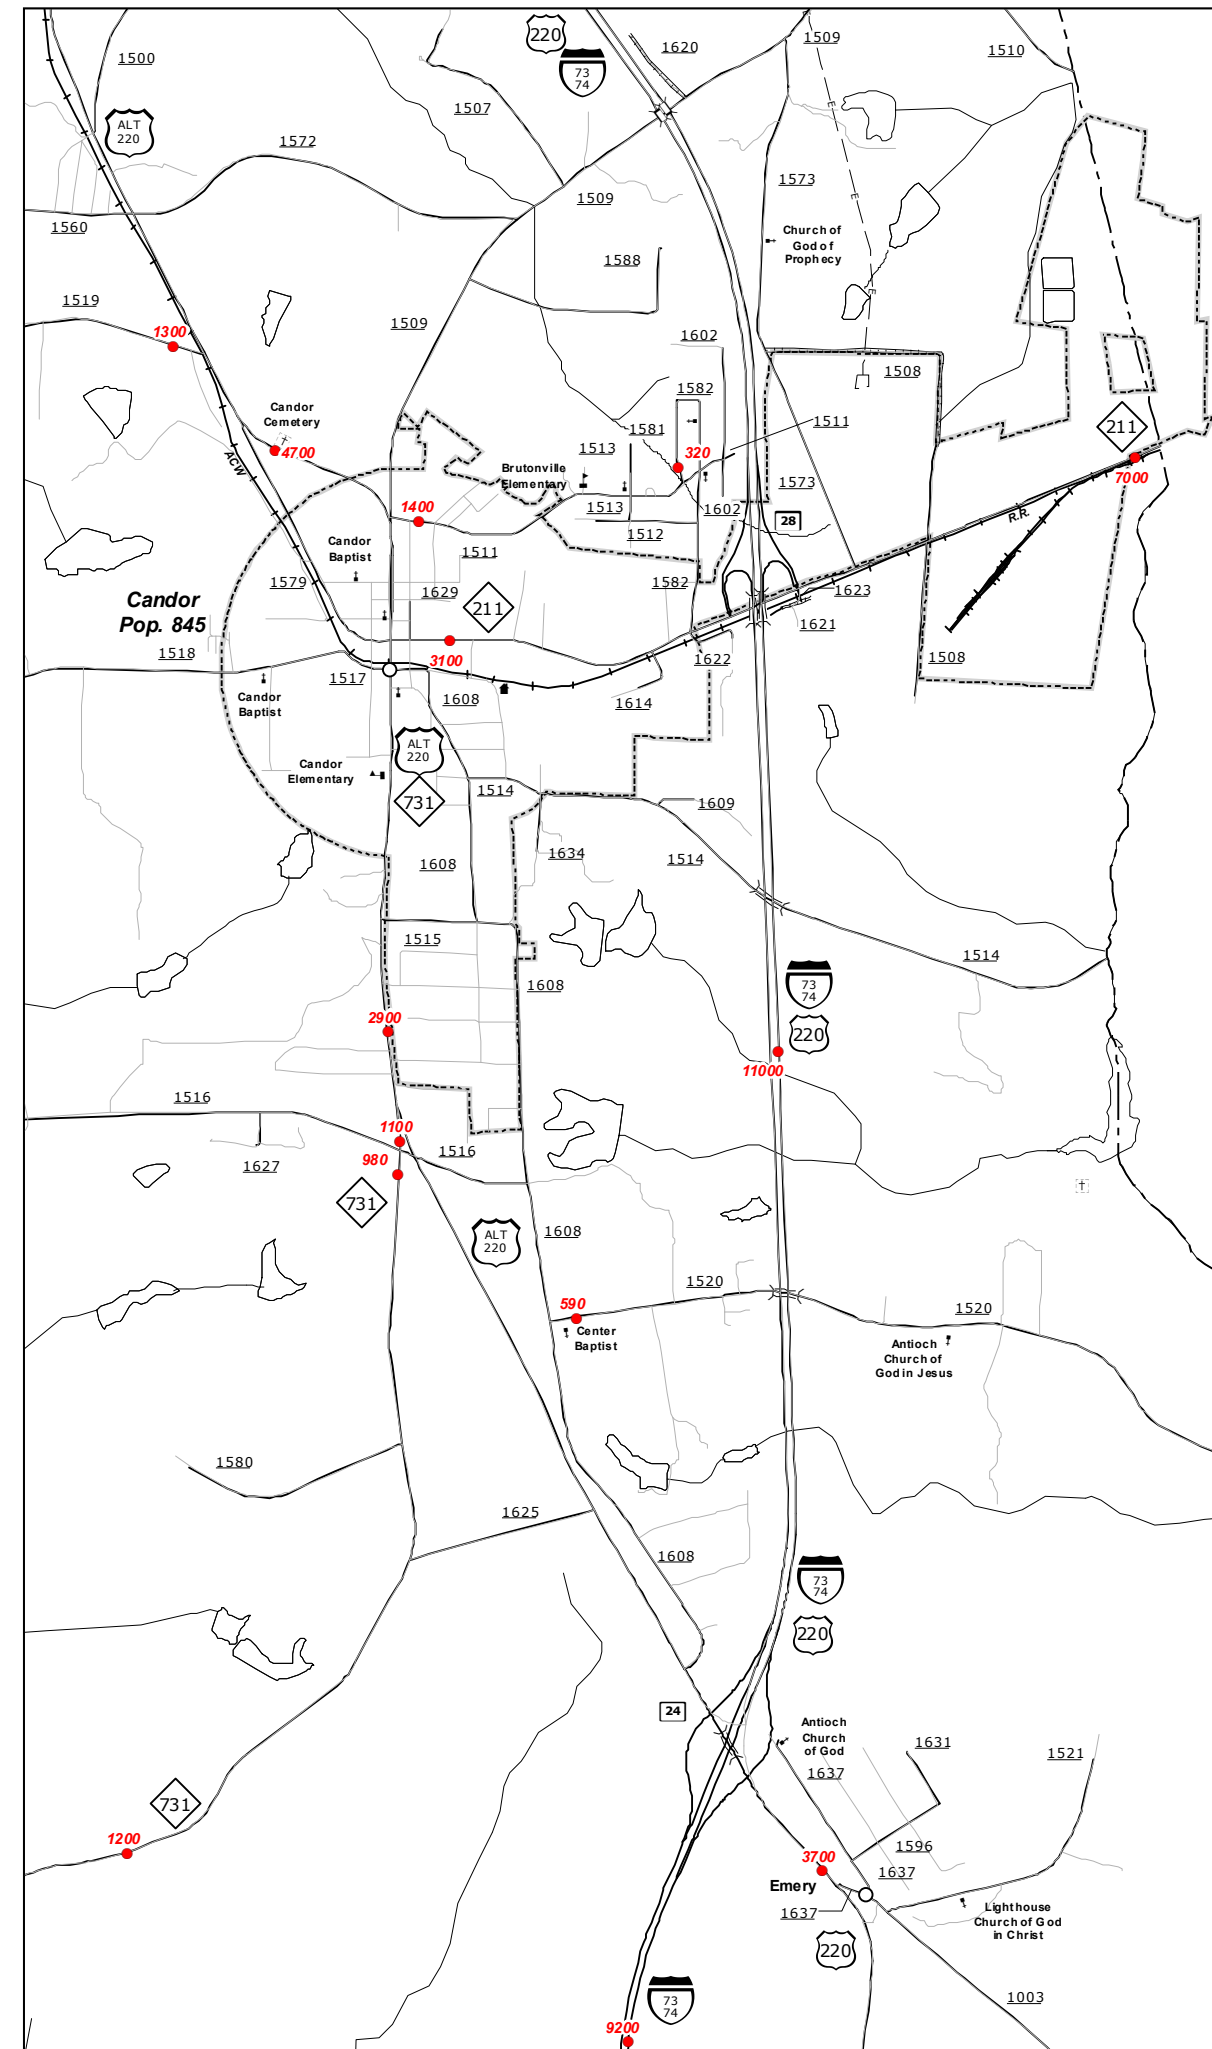 220
1620
1509
1510
1500
73
74
1507
ALT
220
1572
1573
1509
1560
Church of
God of
Prophecy
1588
1519
1509
1300
1602
1508
1582
Candor
Cemetery
1511
211
1581
1513
320
4700
ACW
Brutonville
Elementary
7000
1573
1400
1513
1602
28
R.R.
1512
Candor
Baptist
1511
1579
1629
1582
1623
Candor
Pop. 845
211
1621
1518
3100
1622
1508
1517
1608
1614
Candor
Baptist
ALT
220
Candor
Elementary
1514
731
1609
1608
1634
1514
1515
1514
1608
73
74
2900
220
11000
1516
1100
1516
980
1627
731
1608
ALT
220
1520
590
1520
Center
Baptist
Antioch
Church of
God in Jesus
1580
1625
1608
73
74
220
24
Antioch
Church
of God
1631
1521
1637
731
1200
1596
3700
1637
Emery
1637
Lighthouse
Church of God
in Christ
220
73
74
1003
9200